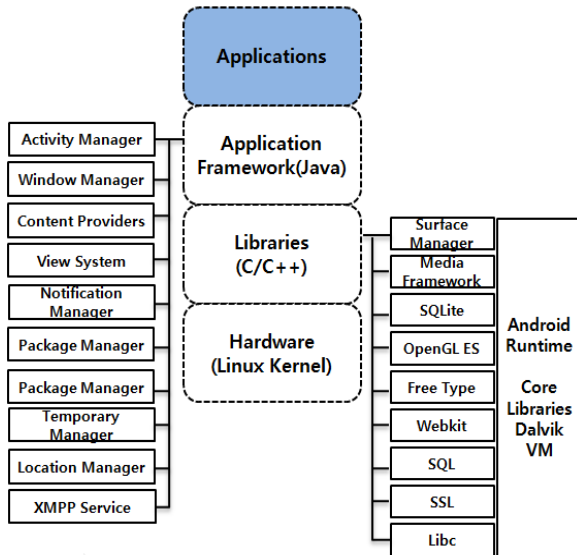 Applications
Application
Framework(Java)
Libraries
(C/C++)
Hardware
(Linux Kernel)
Activity Manager
Window Manager
Content Providers
View System
Notification
Manager
Package Manager
Package Manager
Temporary
Manager
Location Manager
XMPP Service
Surface
Manager
Media
Framework
SQLite
OpenGL ES
Free Type
Webkit
SQL
SSL
Libc
Android
Runtime
Core
Libraries
Dalvik
VM